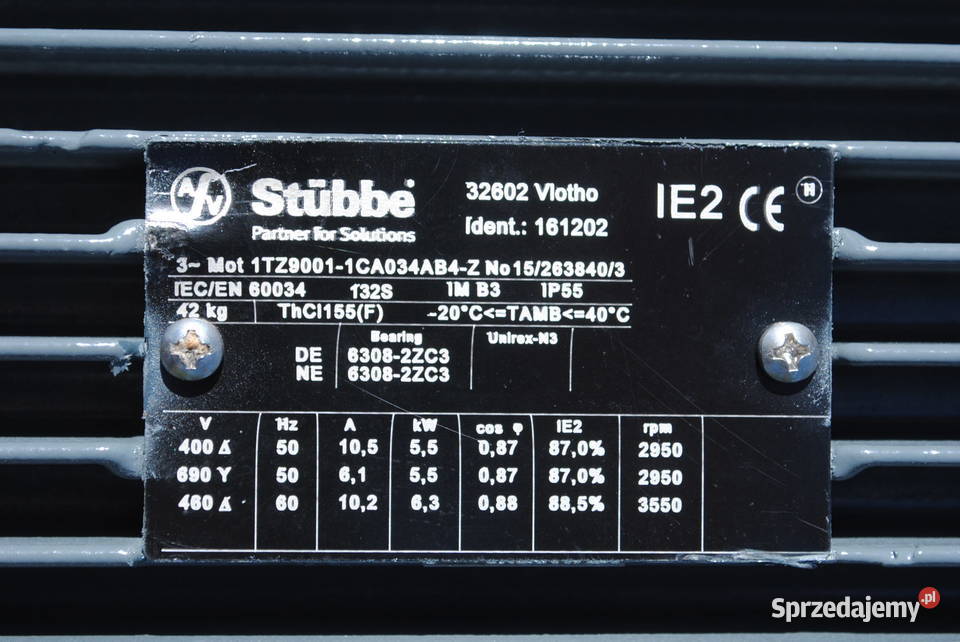 AFV Stübbe
Partner for Solutions
32602 Vlotho
Ident.: 161202
IE2 CE H
3~ Mot 1TZ9001-1CA034AB4-Z No 15/263840/3
IEC/EN 60034 132S IM B3 IP55
42 kg ThCl155(F) -20°C<=TAMB<=40°C
Bearing Unirex-N3
DE 6308-2ZC3
NE 6308-2ZC3
V Hz A kW cos φ IE2 rpm
400 Δ 50 10,5 5,5 0,87 87,0% 2950
690 Y 50 6,1 5,5 0,87 87,0% 2950
460 Δ 60 10,2 6,3 0,88 88,5% 3550
Sprzedajemy.pl